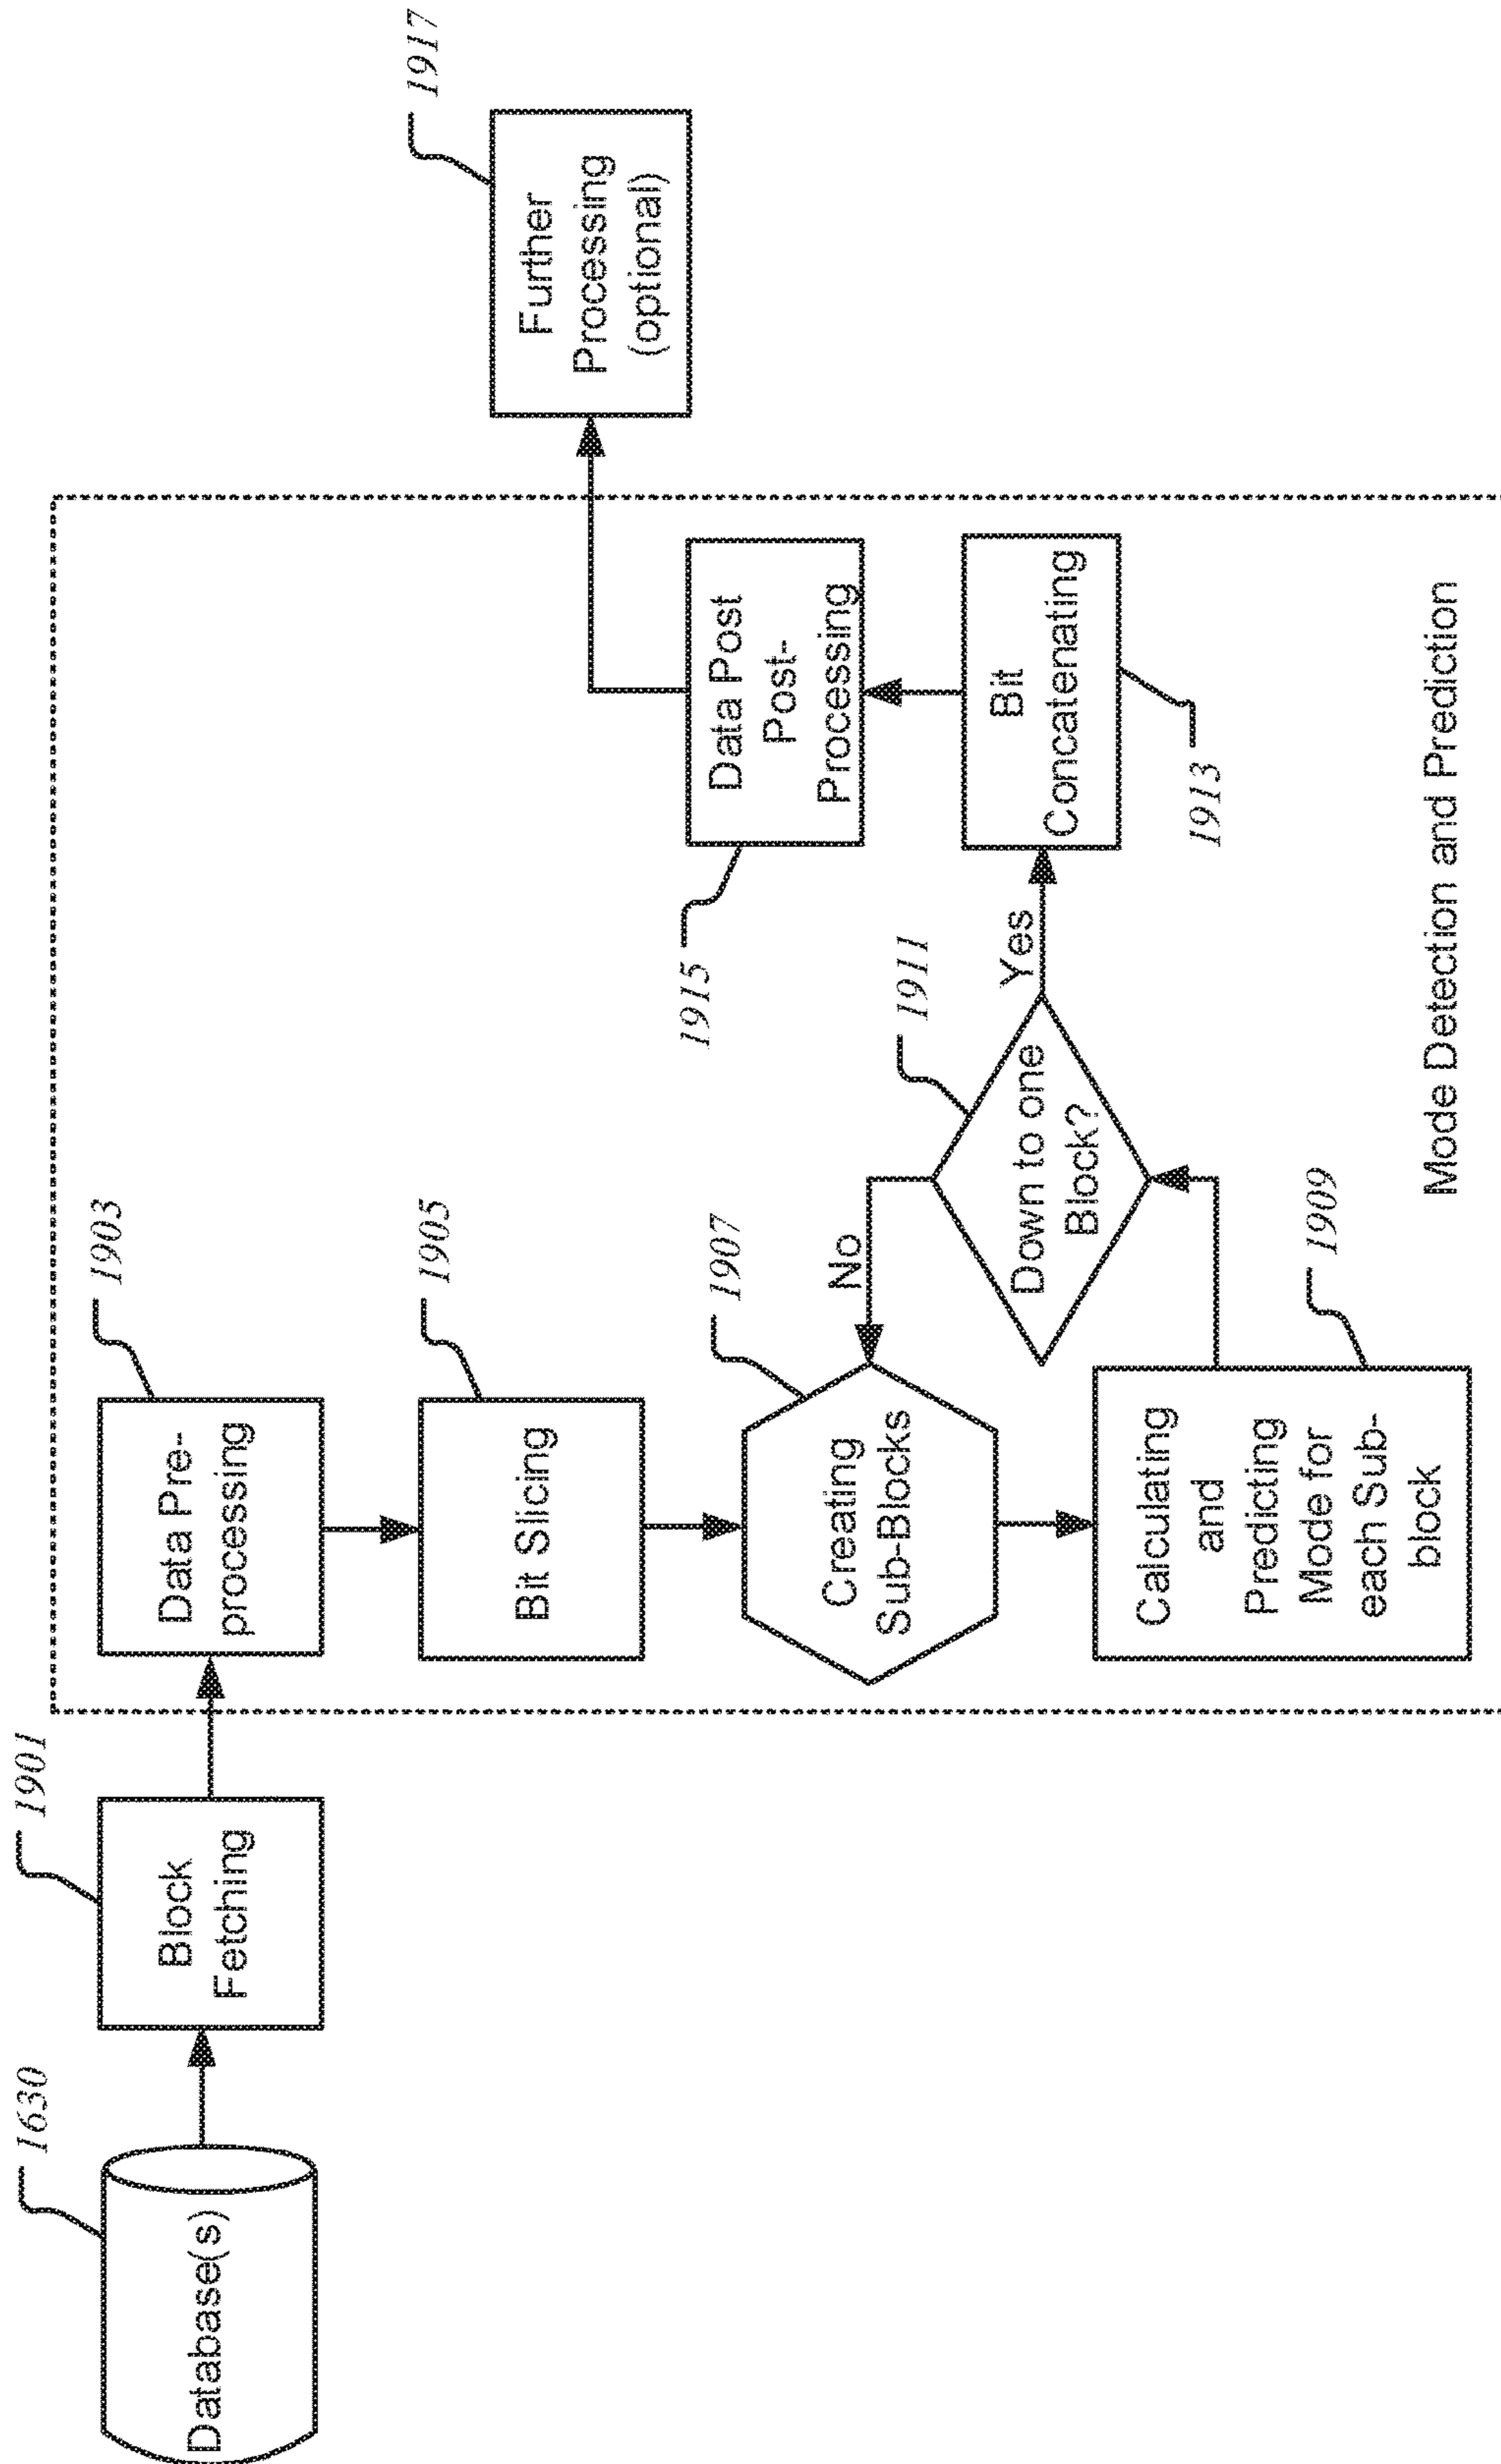 1630
Database(s)
1901
Block
Fetching
1903
Data Pre-
processing
1905
Bit Slicing
1907
Creating
Sub-Blocks
Calculating
and
Predicting
Mode for
each Sub-
block
1909
1911
Down to one
Block?
No
Yes
Bit
Concatenating
1913
Data Post
Post-
Processing
1915
Further
Processing
(optional)
1917
Mode Detection and Prediction